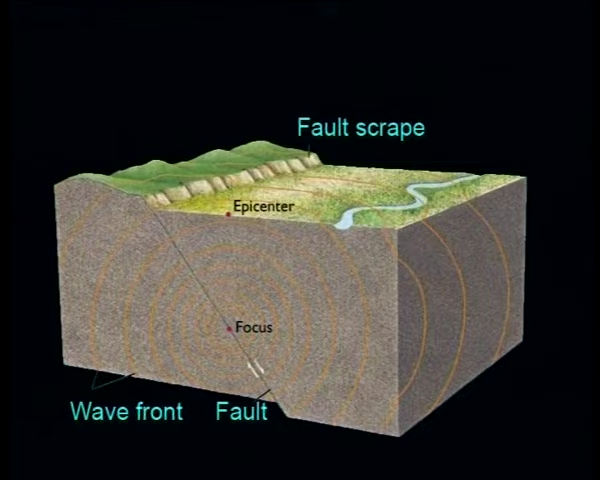 Fault scrape
Epicenter
Focus
Wave front
Fault